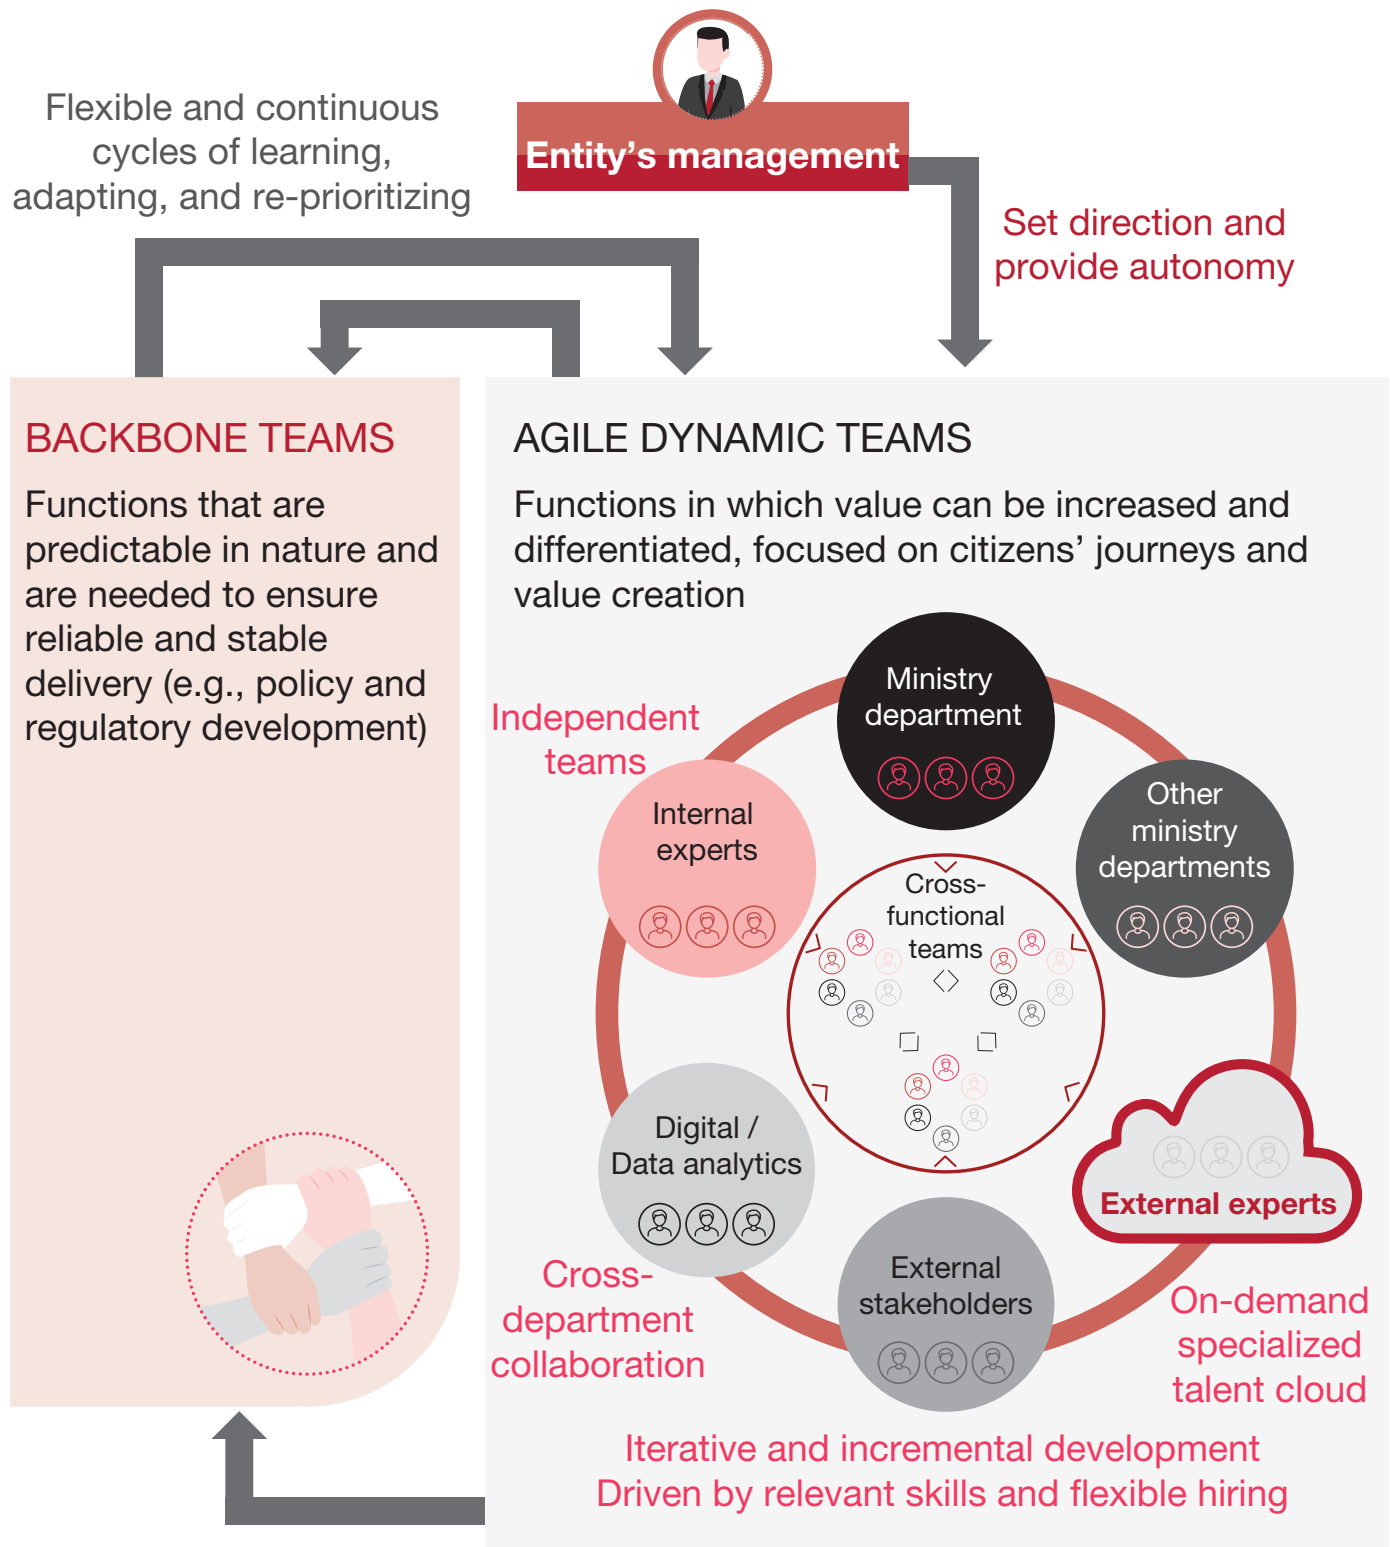 Entity’s management
Flexible and continuous
cycles of learning,
adapting, and re-prioritizing
Set direction and
provide autonomy
BACKBONE TEAMS
Functions that are
predictable in nature and
are needed to ensure
reliable and stable
delivery (e.g., policy and
regulatory development)
AGILE DYNAMIC TEAMS
Functions in which value can be increased and
differentiated, focused on citizens’ journeys and
value creation
Independent
teams
Ministry
department
Other
ministry
departments
Internal
experts
Cross-
functional
teams
Digital /
Data analytics
External experts
External
stakeholders
Cross-
department
collaboration
On-demand
specialized
talent cloud
Iterative and incremental development
Driven by relevant skills and flexible hiring